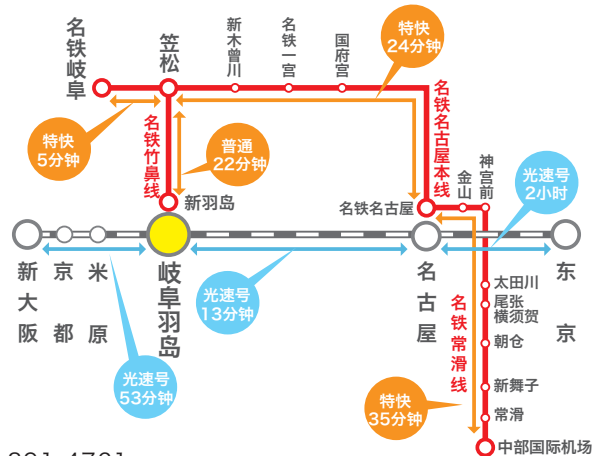 名铁岐阜
笠松
新木曾川
名铁一宫
国府宫
特快
24分钟
特快
5分钟
名铁竹鼻线
普通
22分钟
名铁名古屋本线
神宫前
金山
光速号
2小时
新羽岛
名铁名古屋
新大阪
京都
米原
岐阜羽岛
光速号
13分钟
名古屋
东京
太田川
尾张
横须贺
名铁常滑线
朝仓
光速号
53分钟
特快
35分钟
新舞子
常滑
中部国际机场